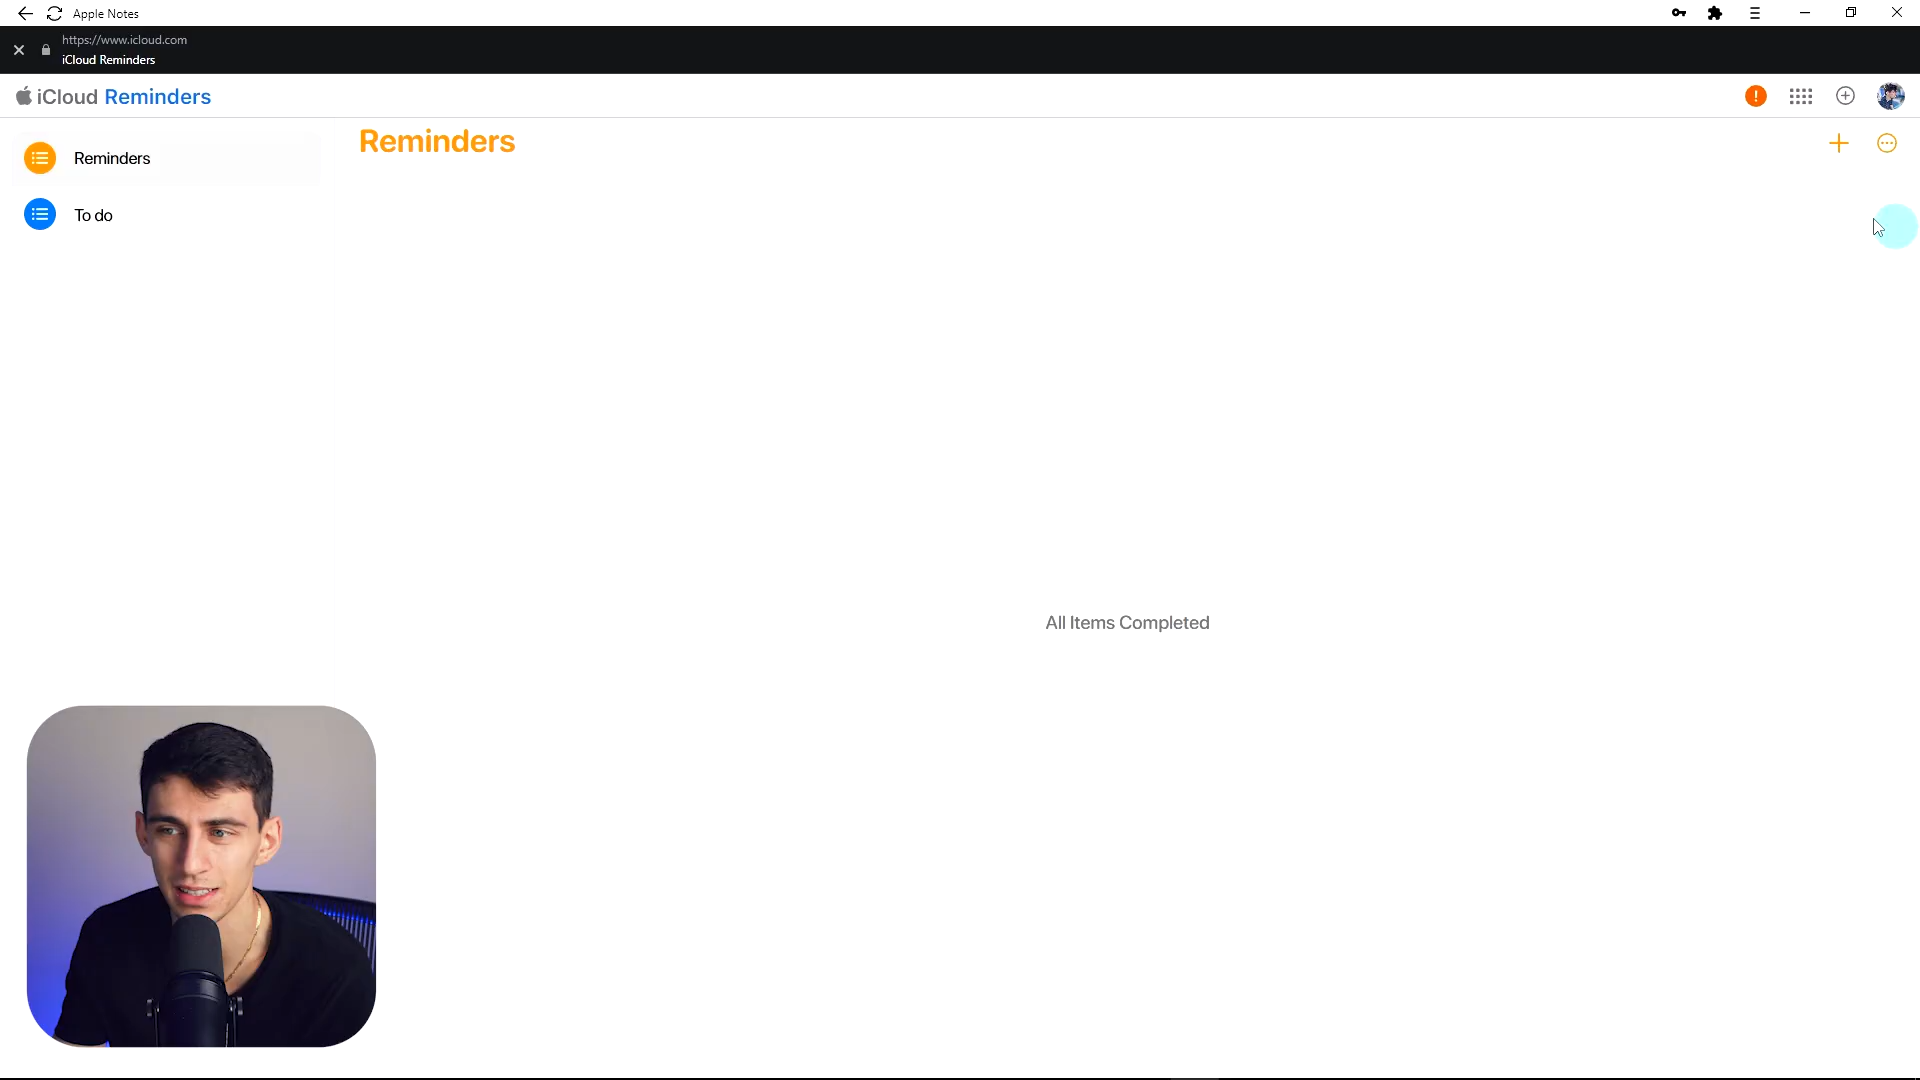 Apple Notes
https://www.icloud.com
iCloud Reminders
iCloud Reminders
Reminders
To do
Reminders
All Items Completed